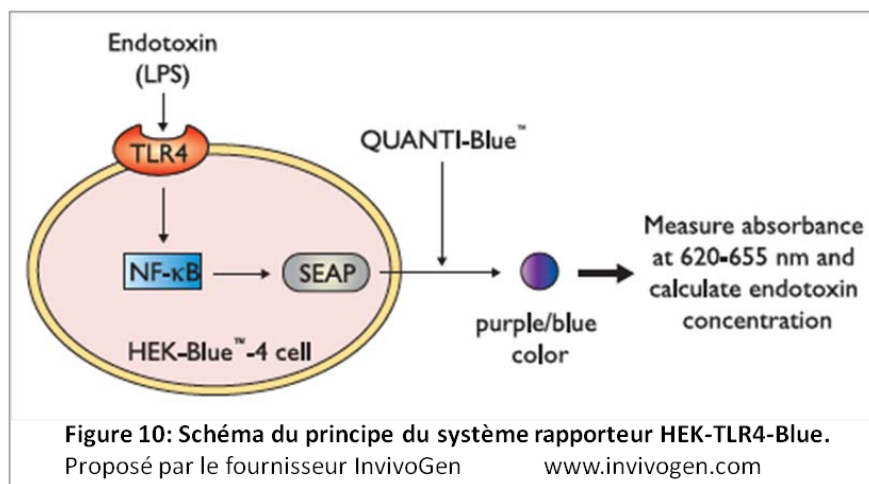 Endotoxin
(LPS)
TLR4
QUANTI-Blue™
NF-κB
SEAP
HEK-Blue™-4 cell
purple/blue
color
Measure absorbance
at 620-655 nm and
calculate endotoxin
concentration
Figure 10: Schéma du principe du système rapporteur HEK-TLR4-Blue.
Proposé par le fournisseur InvivoGen www.invivogen.com